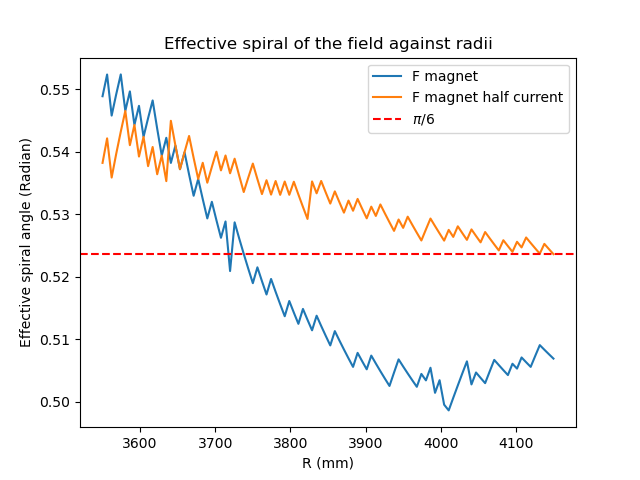 Effective spiral of the field against radii
F magnet
F magnet half current
π/6
Effective spiral angle (Radian)
0.55
0.54
0.53
0.52
0.51
0.50
3600 3700 3800 3900 4000 4100
R (mm)